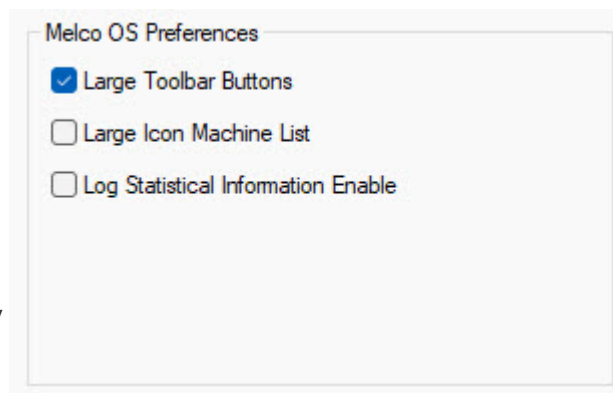 Melco OS Preferences
Large Toolbar Buttons
Large Icon Machine List
Log Statistical Information Enable